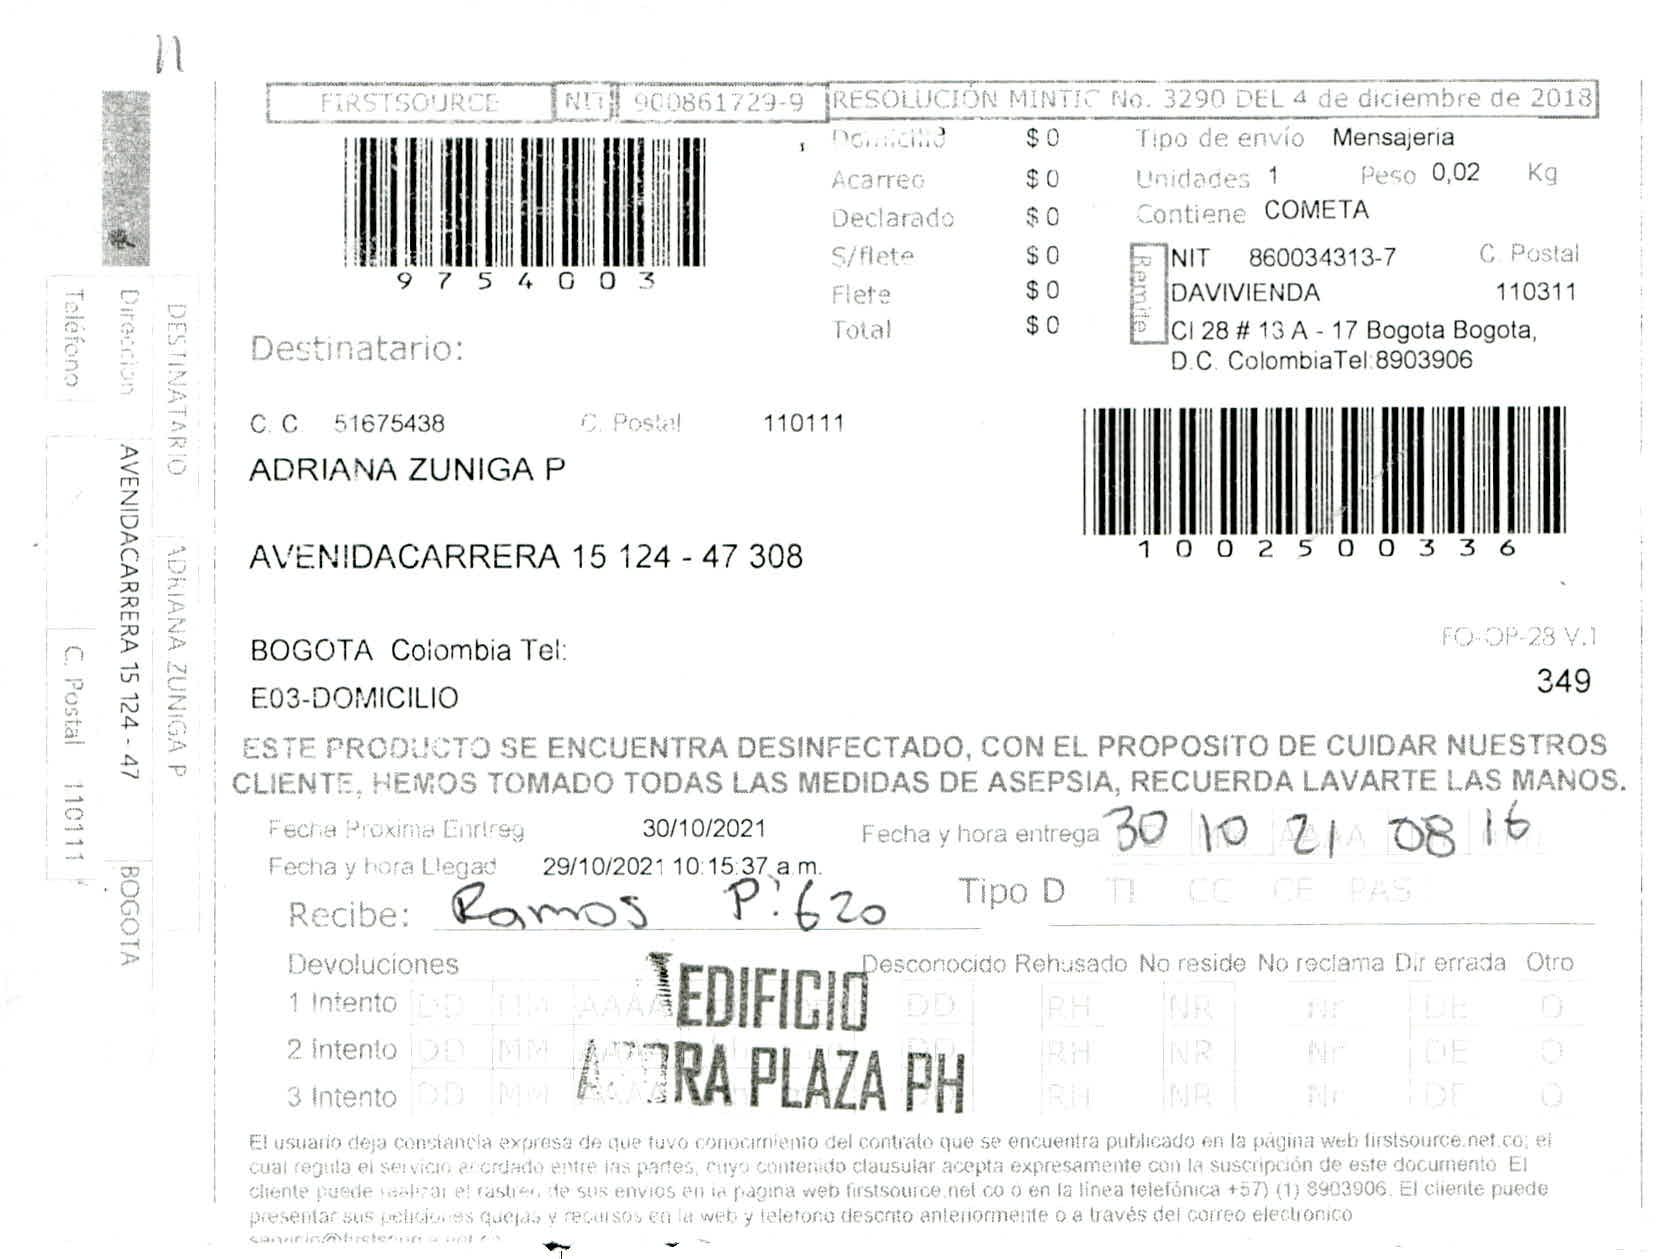 11
FIRSTSOURCE NIT 900861729-9 RESOLUCIÓN MINTIC No. 3290 DEL 4 de diciembre de 2018
9 7 5 4 0 0 3
Domicilio $ 0
Acarreo $ 0
Declarado $ 0
S/flete $ 0
Flete $ 0
Total $ 0
Tipo de envío Mensajeria
Unidades 1 Peso 0,02 Kg
Contiene COMETA
Remite
NIT 860034313-7 C. Postal
DAVIVIENDA 110311
Cl 28 # 13 A - 17 Bogota Bogota,
D.C. ColombiaTel:8903906
Destinatario:
C. C 51675438 C. Postal 110111
ADRIANA ZUNIGA P
AVENIDACARRERA 15 124 - 47 308
1 0 0 2 5 0 0 3 3 6
BOGOTA Colombia Tel:
E03-DOMICILIO
FO-OP-28 V.1
349
ESTE PRODUCTO SE ENCUENTRA DESINFECTADO, CON EL PROPOSITO DE CUIDAR NUESTROS
CLIENTE, HEMOS TOMADO TODAS LAS MEDIDAS DE ASEPSIA, RECUERDA LAVARTE LAS MANOS.
Fecha Proxima Entreg 30/10/2021 Fecha y hora entrega 30 10 21 08 16
Fecha y hora Llegad 29/10/2021 10:15:37 a.m.
Recibe: Ramos P: 620 Tipo D TI CC CE PAS
Devoluciones Desconocido Rehusado No reside No reclama Dir errada Otro
1 Intento DD MM AAAA DD RH NR Nr DE O
2 Intento DD MM AAAA DD RH NR Nr DE O
3 Intento DD MM AAAA RH NR Nr DE O
EDIFICIO
RA PLAZA PH
El usuario deja constancia expresa de que tuvo conocimiento del contrato que se encuentra publicado en la página web firstsource.net.co; el
cual regula el servicio acordado entre las partes, cuyo contenido clausular acepta expresamente con la suscripción de este documento. El
cliente puede realizar el rastreo de sus envios en la pagina web firstsource.net.co o en la línea telefónica +57) (1) 8903906. El cliente puede
presentar sus peticiones quejas y recursos en la web y telefono descrito anteriormente o a través del correo electronico
DESTINATARIO ADRIANA ZUNIGA P
Direccion AVENIDACARRERA 15 124 - 47 BOGOTA
Teléfono C. Postal 110111